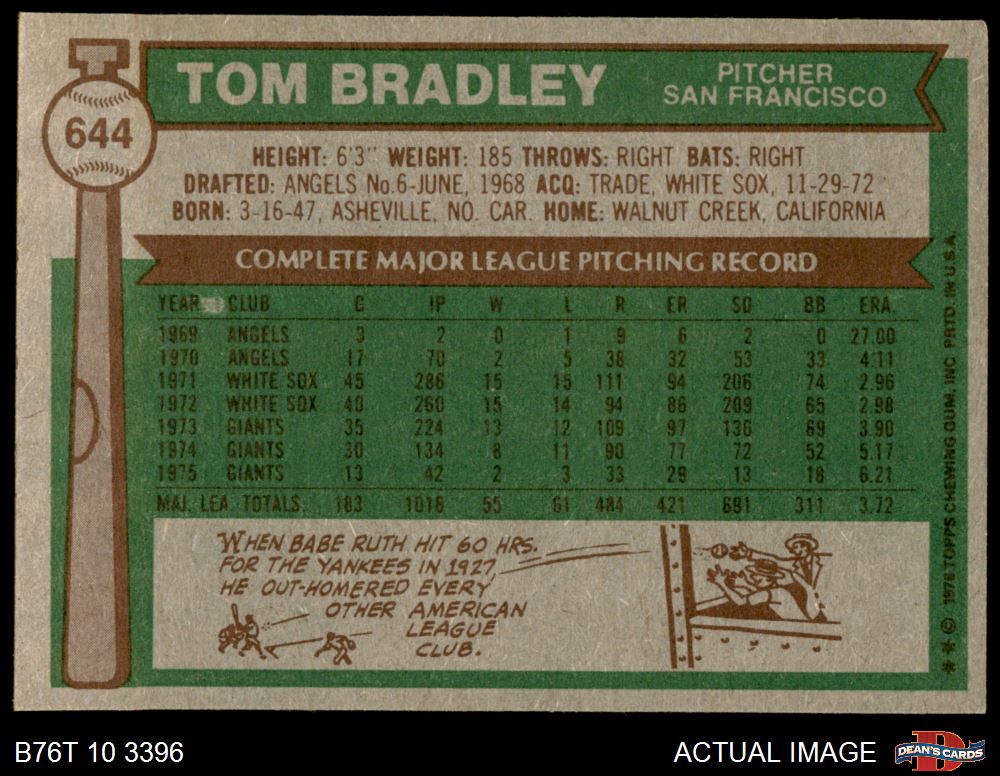 644
TOM BRADLEY
PITCHER
SAN FRANCISCO
HEIGHT: 6'3" WEIGHT: 185 THROWS: RIGHT BATS: RIGHT
DRAFTED: ANGELS No.6-JUNE, 1968 ACQ: TRADE, WHITE SOX, 11-29-72
BORN: 3-16-47, ASHEVILLE, NO. CAR. HOME: WALNUT CREEK, CALIFORNIA
COMPLETE MAJOR LEAGUE PITCHING RECORD
YEAR CLUB G IP W L R ER SO BB ERA
1969 ANGELS 3 2 0 1 9 6 2 0 27.00
1970 ANGELS 17 70 2 5 38 32 53 33 4.11
1971 WHITE SOX 45 286 15 15 111 94 206 74 2.96
1972 WHITE SOX 40 260 15 14 94 86 209 65 2.98
1973 GIANTS 35 224 13 12 109 97 136 69 3.90
1974 GIANTS 30 134 8 11 90 77 72 52 5.17
1975 GIANTS 13 42 2 3 33 29 13 18 6.21
MAJ. LEA. TOTALS 183 1018 55 61 484 421 691 311 3.72
WHEN BABE RUTH HIT 60 HRS.
FOR THE YANKEES IN 1927,
HE OUT-HOMERED EVERY
OTHER AMERICAN
LEAGUE
CLUB.
** © 1976 TOPPS CHEWING GUM, INC. PRTD. IN U.S.A.
B76T 10 3396
ACTUAL IMAGE
DEAN'S CARDS